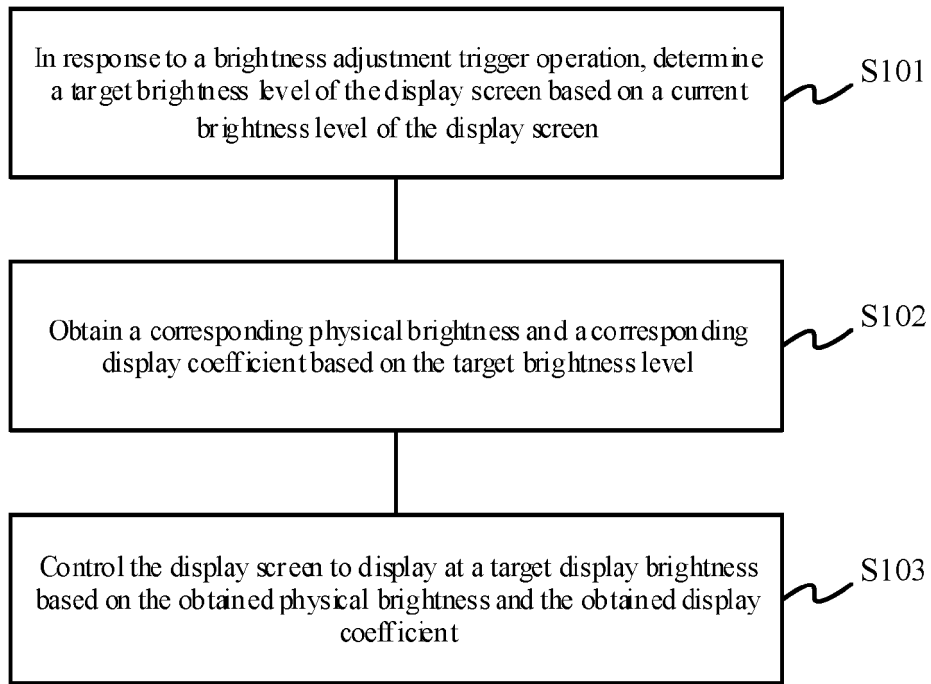 In response to a brightness adjustment trigger operation, determine
a target brightness level of the display screen based on a current
brightness level of the display screen
S101
Obtain a corresponding physical brightness and a corresponding
display coefficient based on the target brightness level
S102
Control the display screen to display at a target display brightness
based on the obtained physical brightness and the obtained display
coefficient
S103